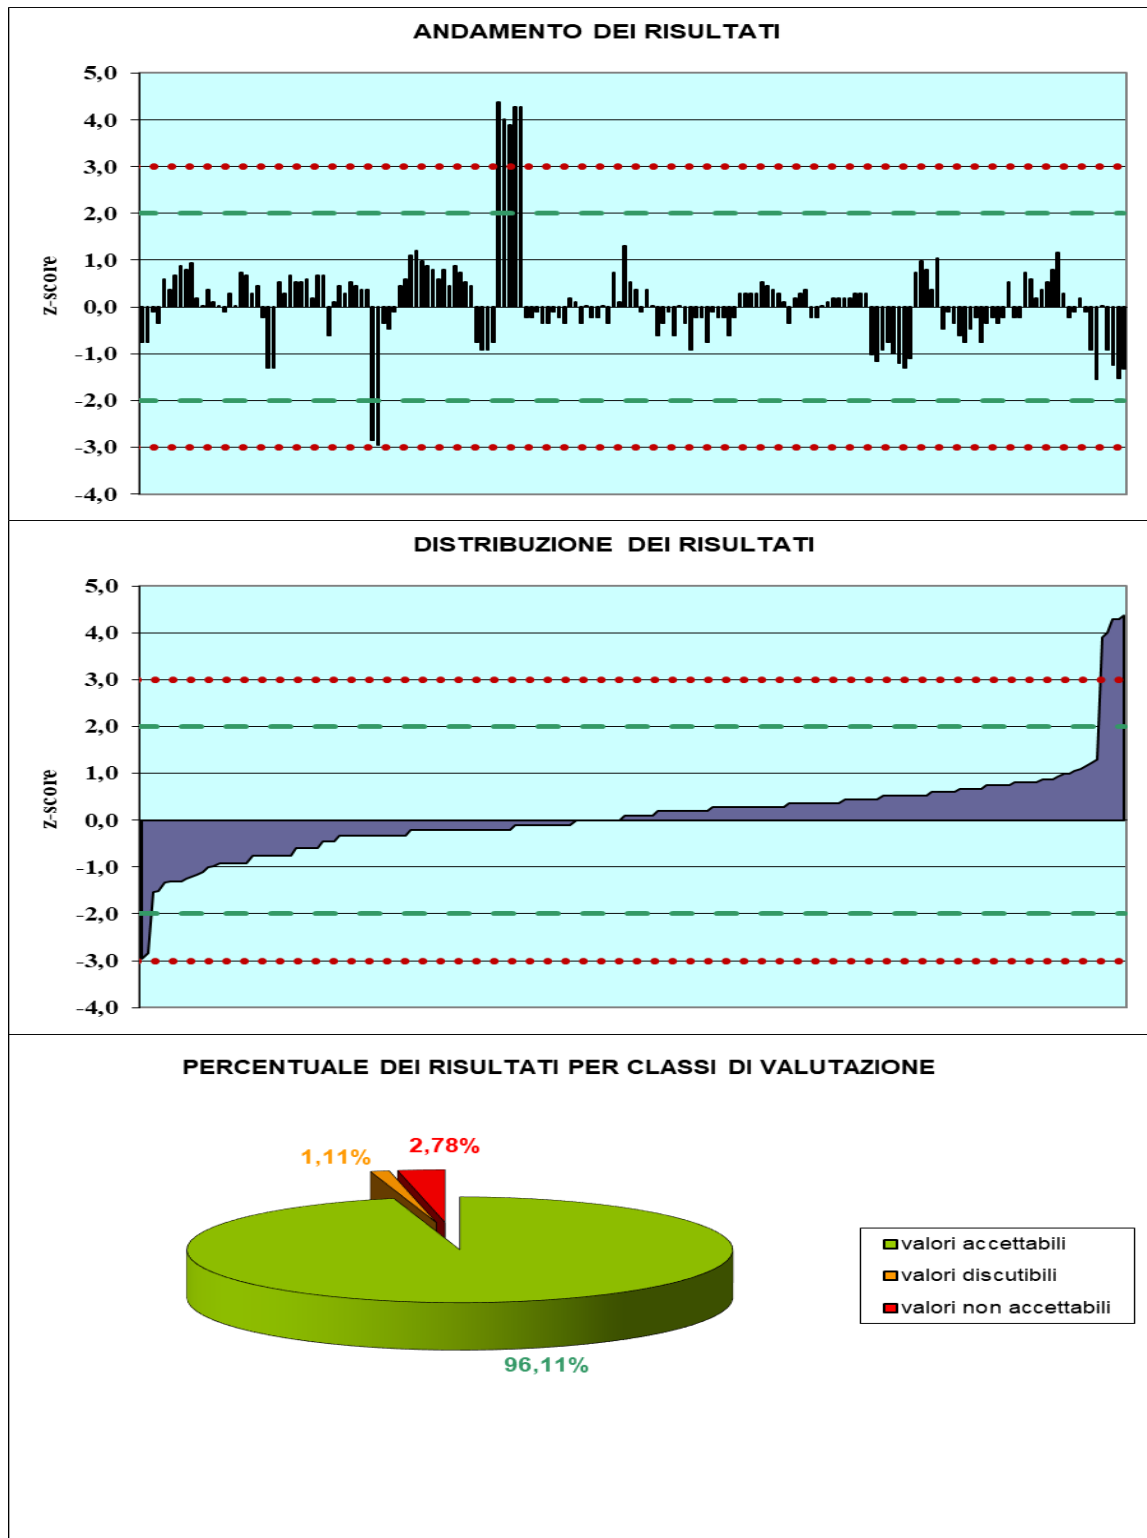 ANDAMENTO DEI RISULTATI
5,0
4,0
3,0
2,0
1,0
0,0
-1,0
-2,0
-3,0
-4,0
z-score
DISTRIBUZIONE DEI RISULTATI
5,0
4,0
3,0
2,0
1,0
0,0
-1,0
-2,0
-3,0
-4,0
z-score
PERCENTUALE DEI RISULTATI PER CLASSI DI VALUTAZIONE
1,11%
2,78%
96,11%
valori accettabili
valori discutibili
valori non accettabili